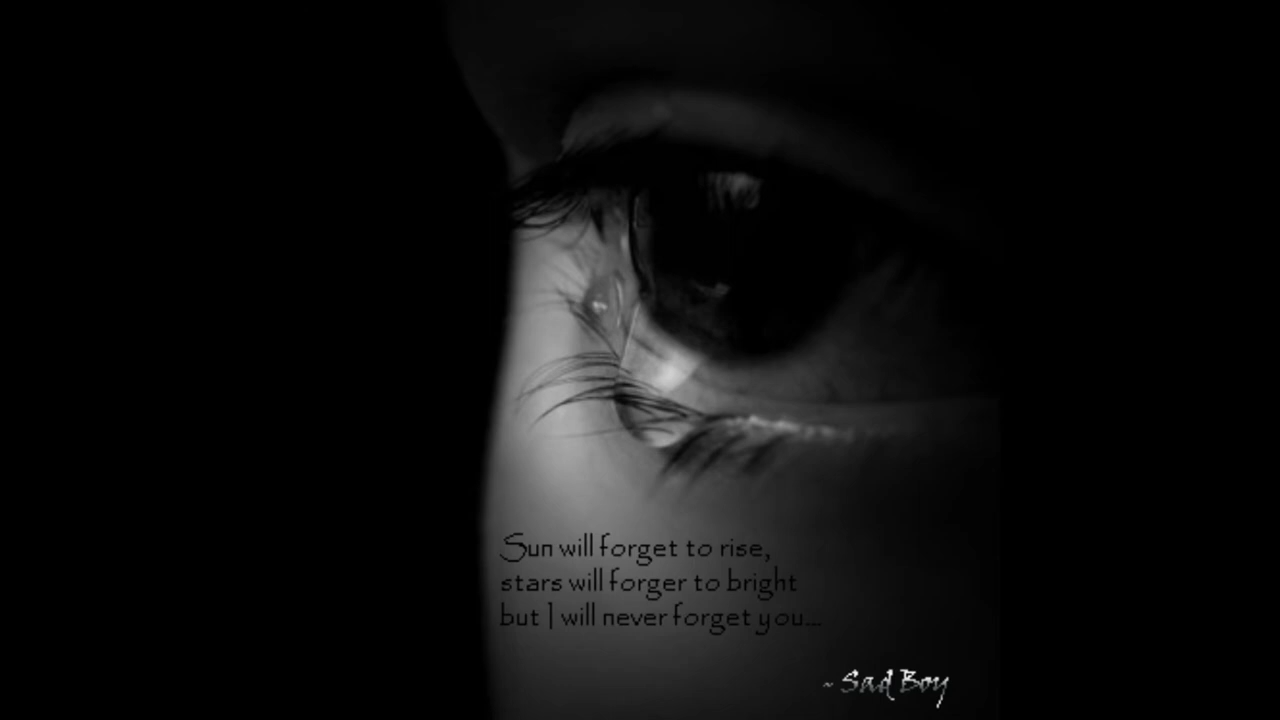 Sun will forget to rise,
stars will forger to bright
but I will never forget you...
~ Sad Boy